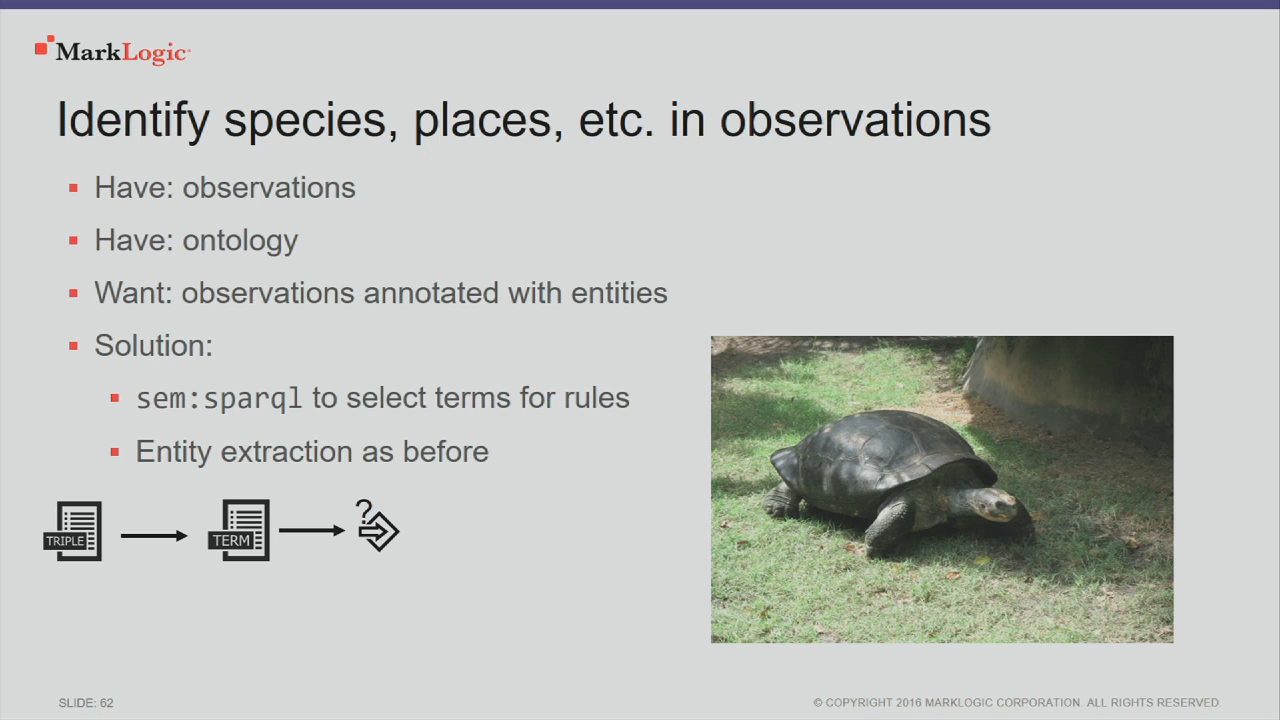 MarkLogic
Identify species, places, etc. in observations
Have: observations
Have: ontology
Want: observations annotated with entities
Solution:
sem:sparql to select terms for rules
Entity extraction as before
?
TRIPLE
TERM
SLIDE: 62
© COPYRIGHT 2016 MARKLOGIC CORPORATION. ALL RIGHTS RESERVED.